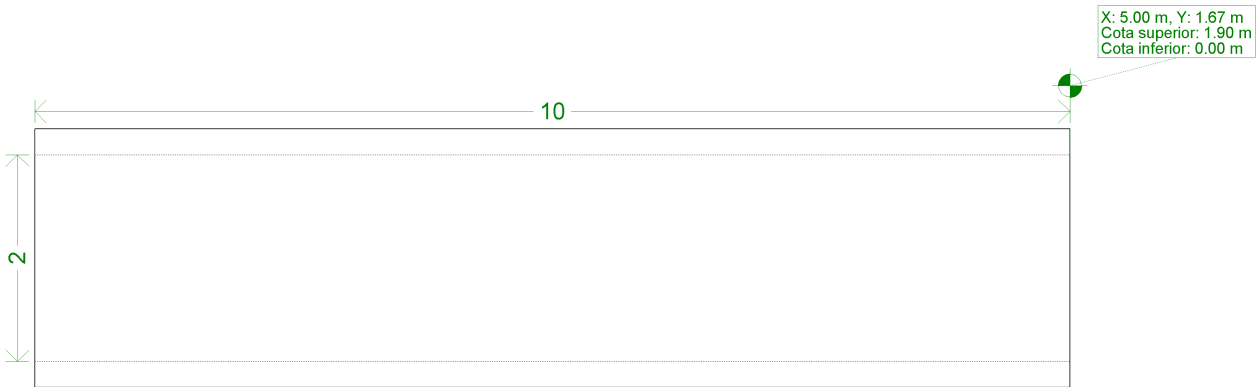 X: 5.00 m, Y: 1.67 m
Cota superior: 1.90 m
Cota inferior: 0.00 m
10
2